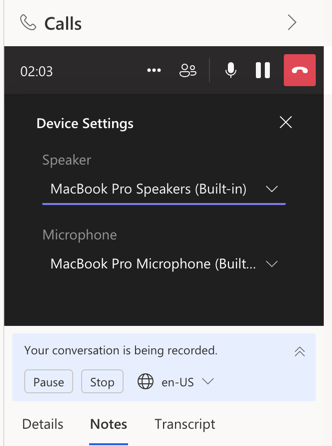 Calls
02:03
Device Settings
Speaker
MacBook Pro Speakers (Built-in)
Microphone
MacBook Pro Microphone (Built...
Your conversation is being recorded.
Pause Stop en-US
Details Notes Transcript